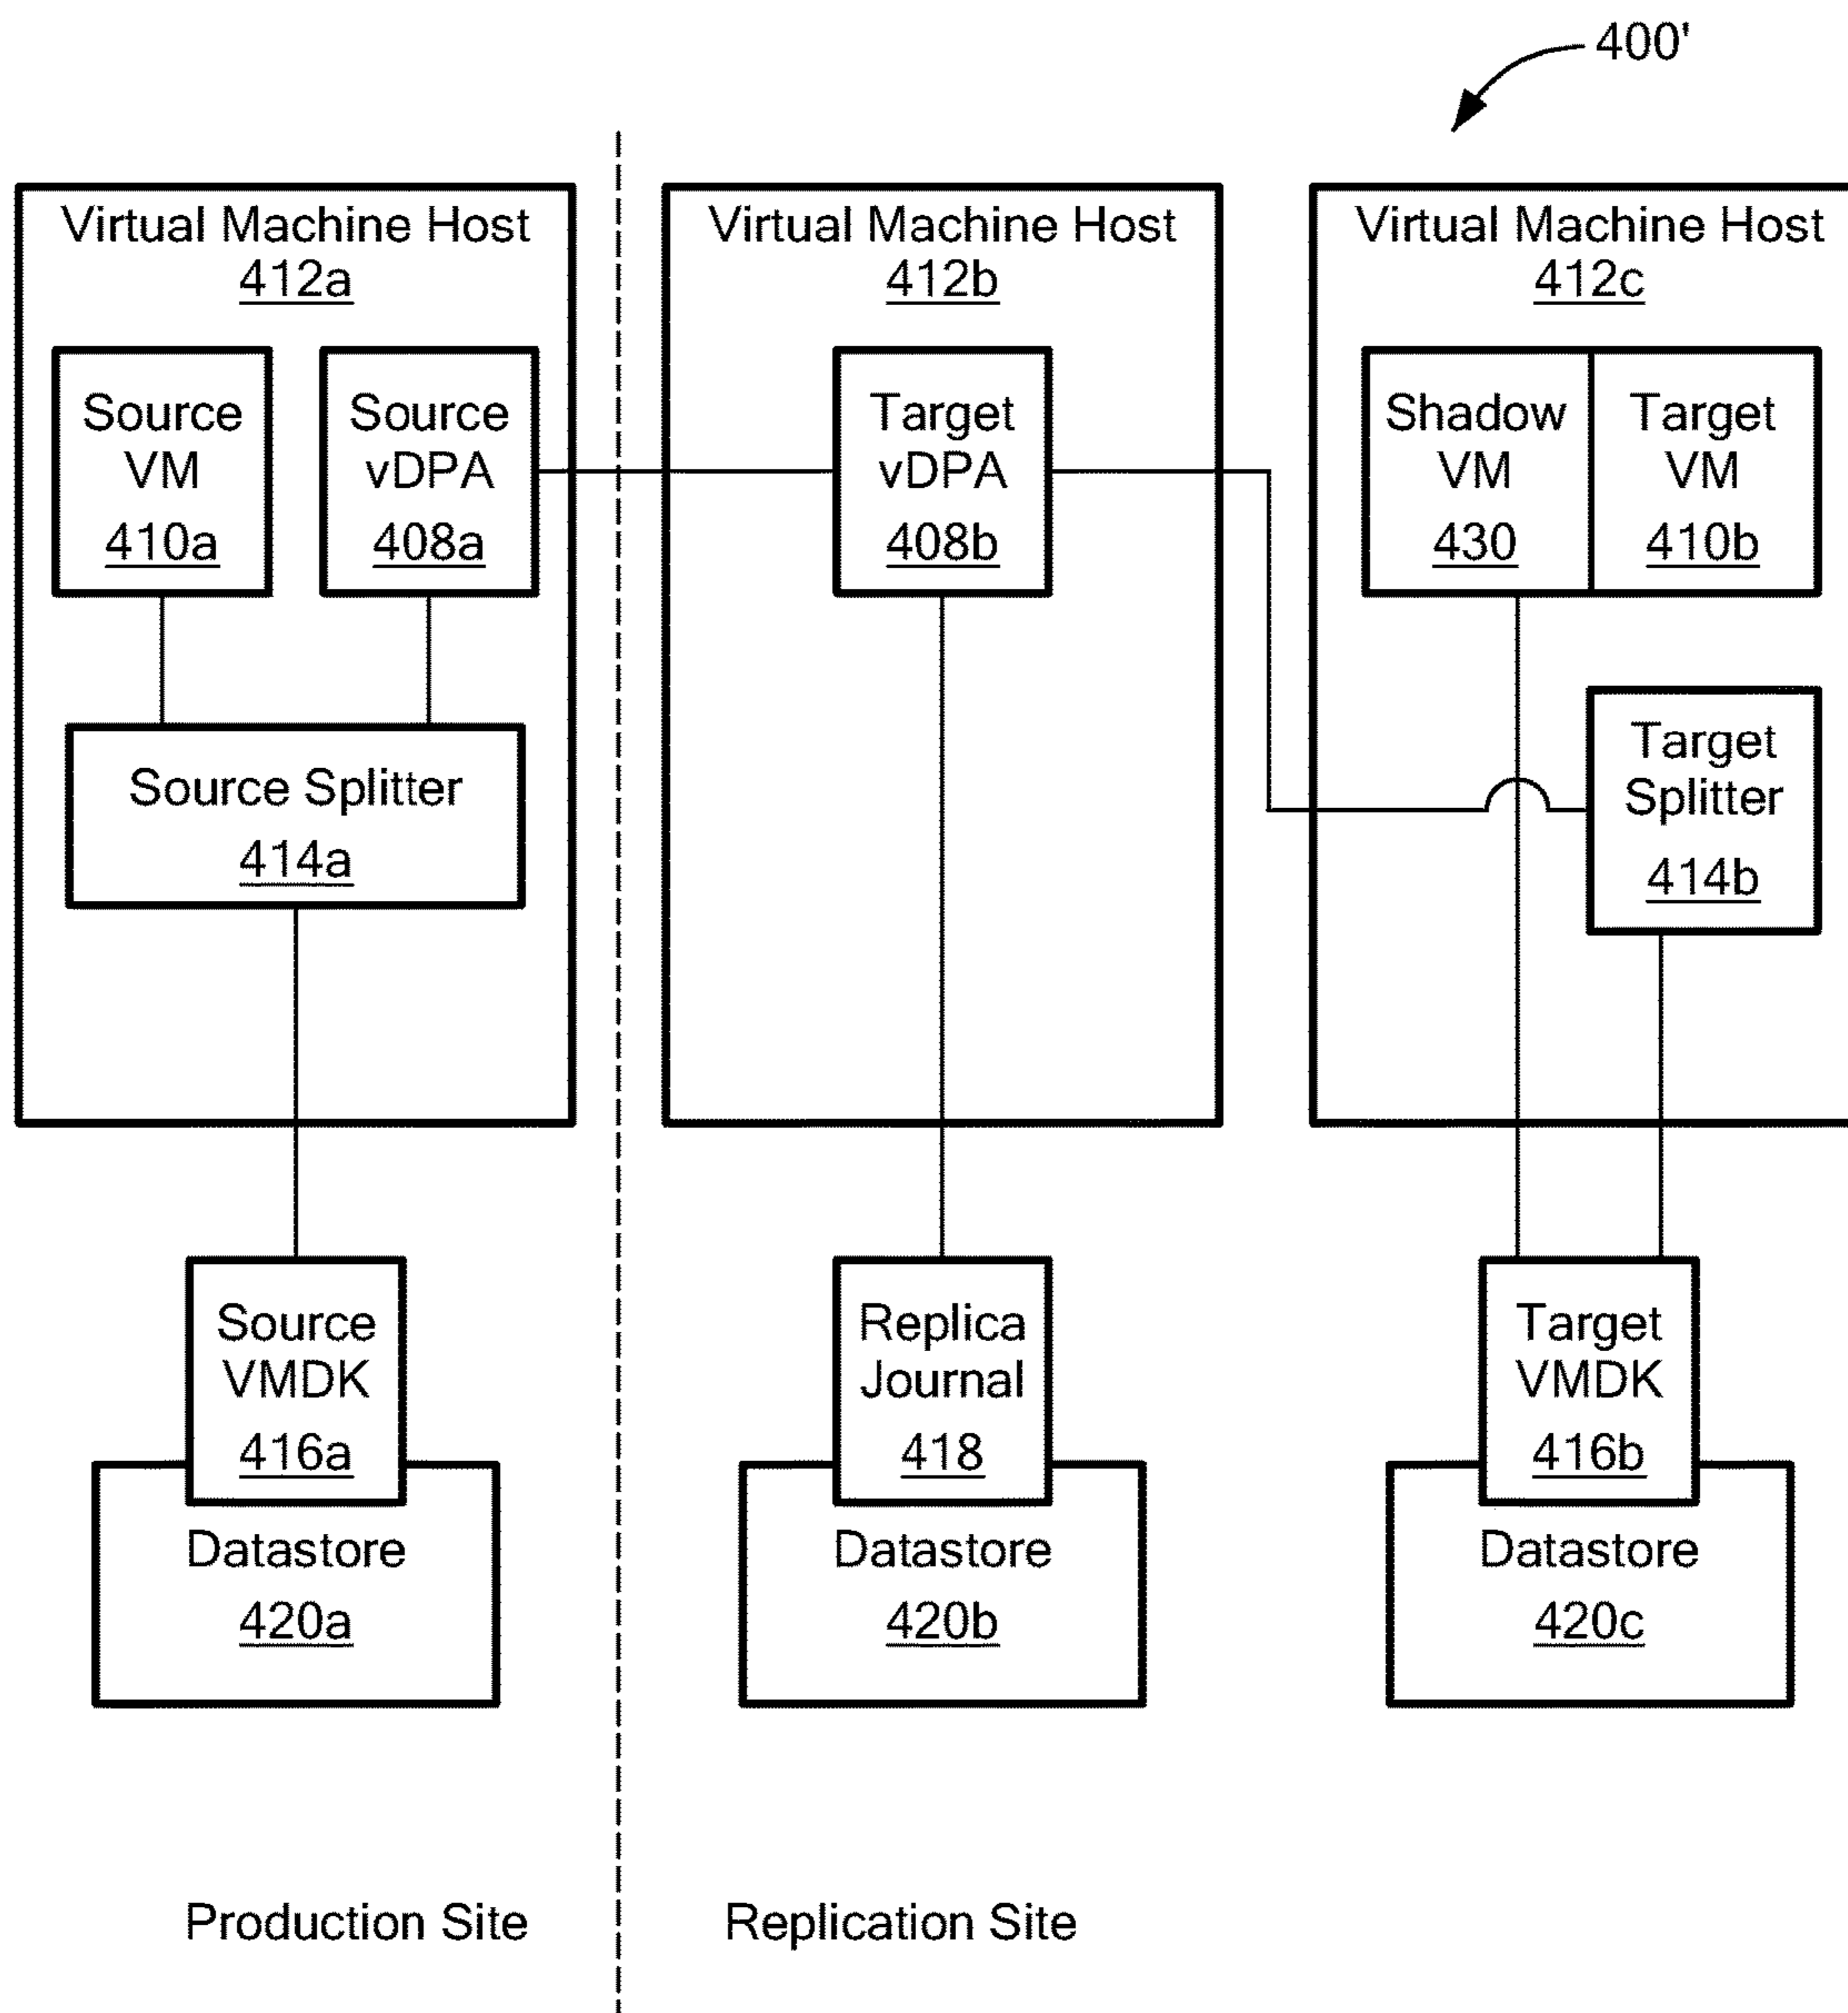 400'
Virtual Machine Host
412a
Source
VM
410a
Source
vDPA
408a
Source Splitter
414a
Source
VMDK
416a
Datastore
420a
Virtual Machine Host
412b
Target
vDPA
408b
Replica
Journal
418
Datastore
420b
Virtual Machine Host
412c
Shadow
VM
430
Target
VM
410b
Target
Splitter
414b
Target
VMDK
416b
Datastore
420c
Production Site
Replication Site